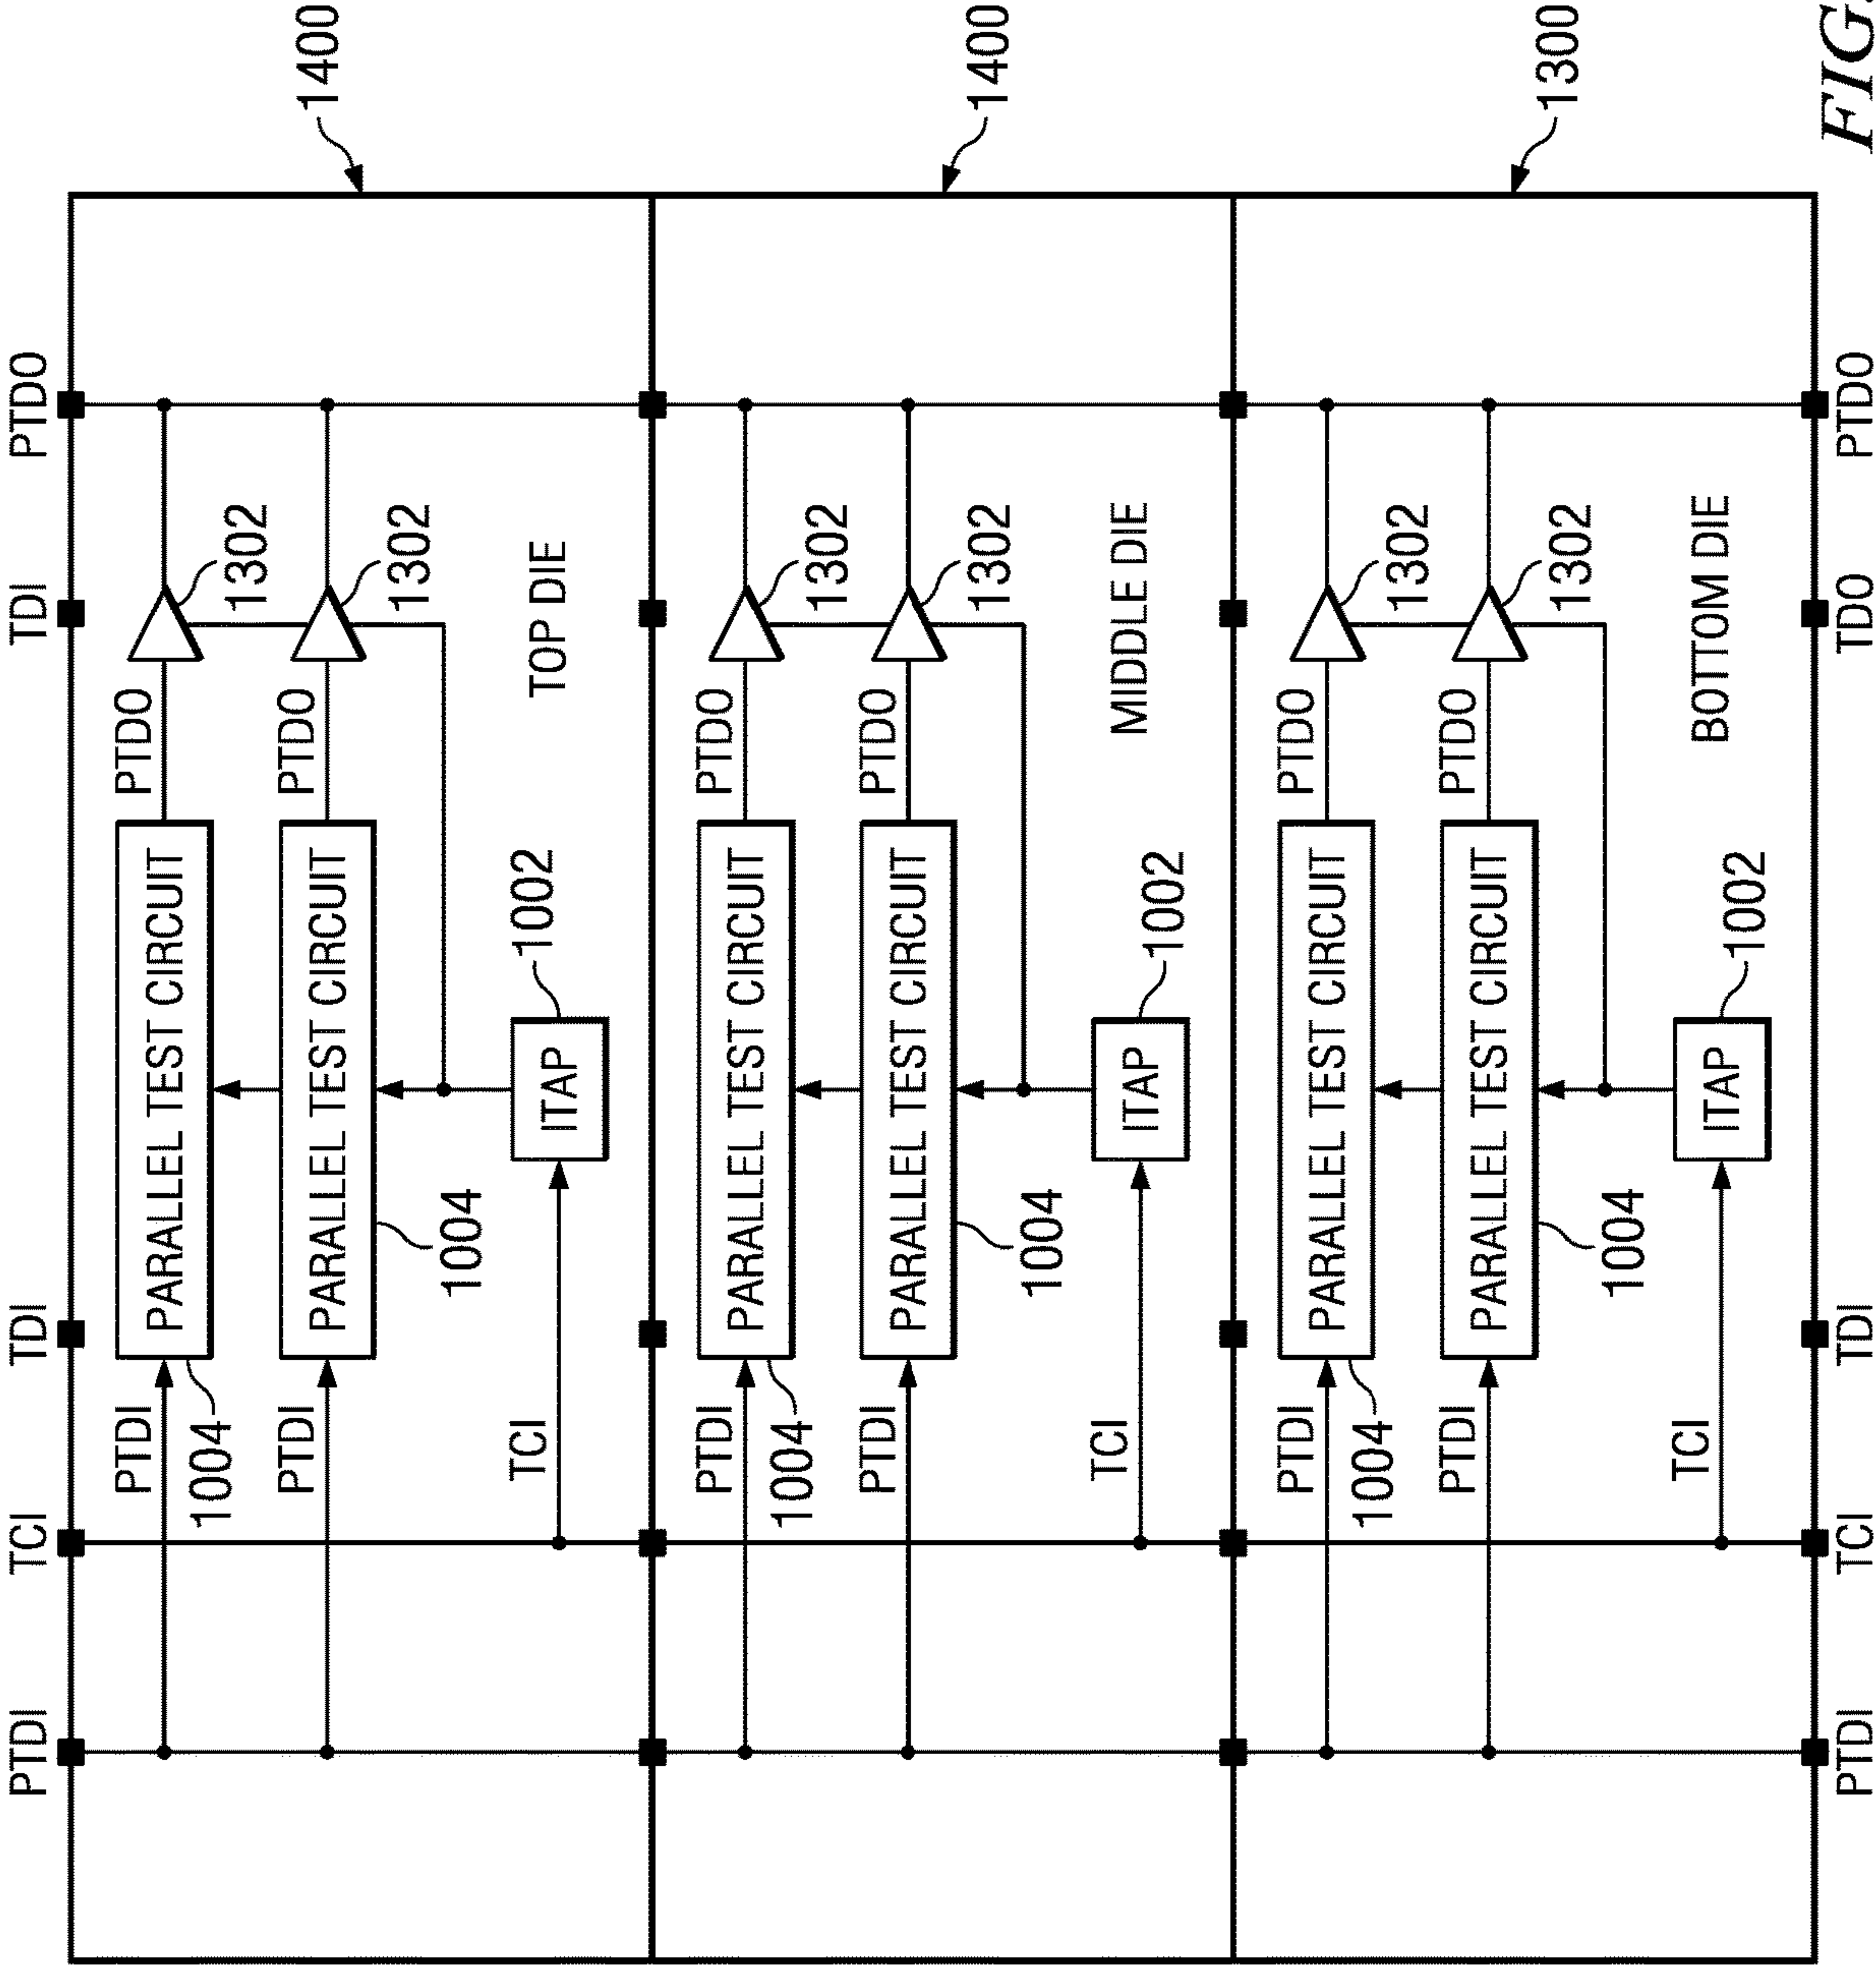 PTDI TCI TDI TDI PTDO
PTDI PTDO
PARALLEL TEST CIRCUIT
1004 1302
PTDI PTDO 1400
PARALLEL TEST CIRCUIT
1302
1004
TCI 1002 TOP DIE
ITAP
PTDI PTDO
PARALLEL TEST CIRCUIT
1004 1302
PTDI PTDO 1400
PARALLEL TEST CIRCUIT
1302
1004
TCI MIDDLE DIE
ITAP 1002
PTDI PTDO
PARALLEL TEST CIRCUIT
1004 1302
PTDI PTDO
PARALLEL TEST CIRCUIT 1300
1302
1004
TCI BOTTOM DIE
ITAP 1002
PTDI TCI TDI TDO PTDO
FIG.